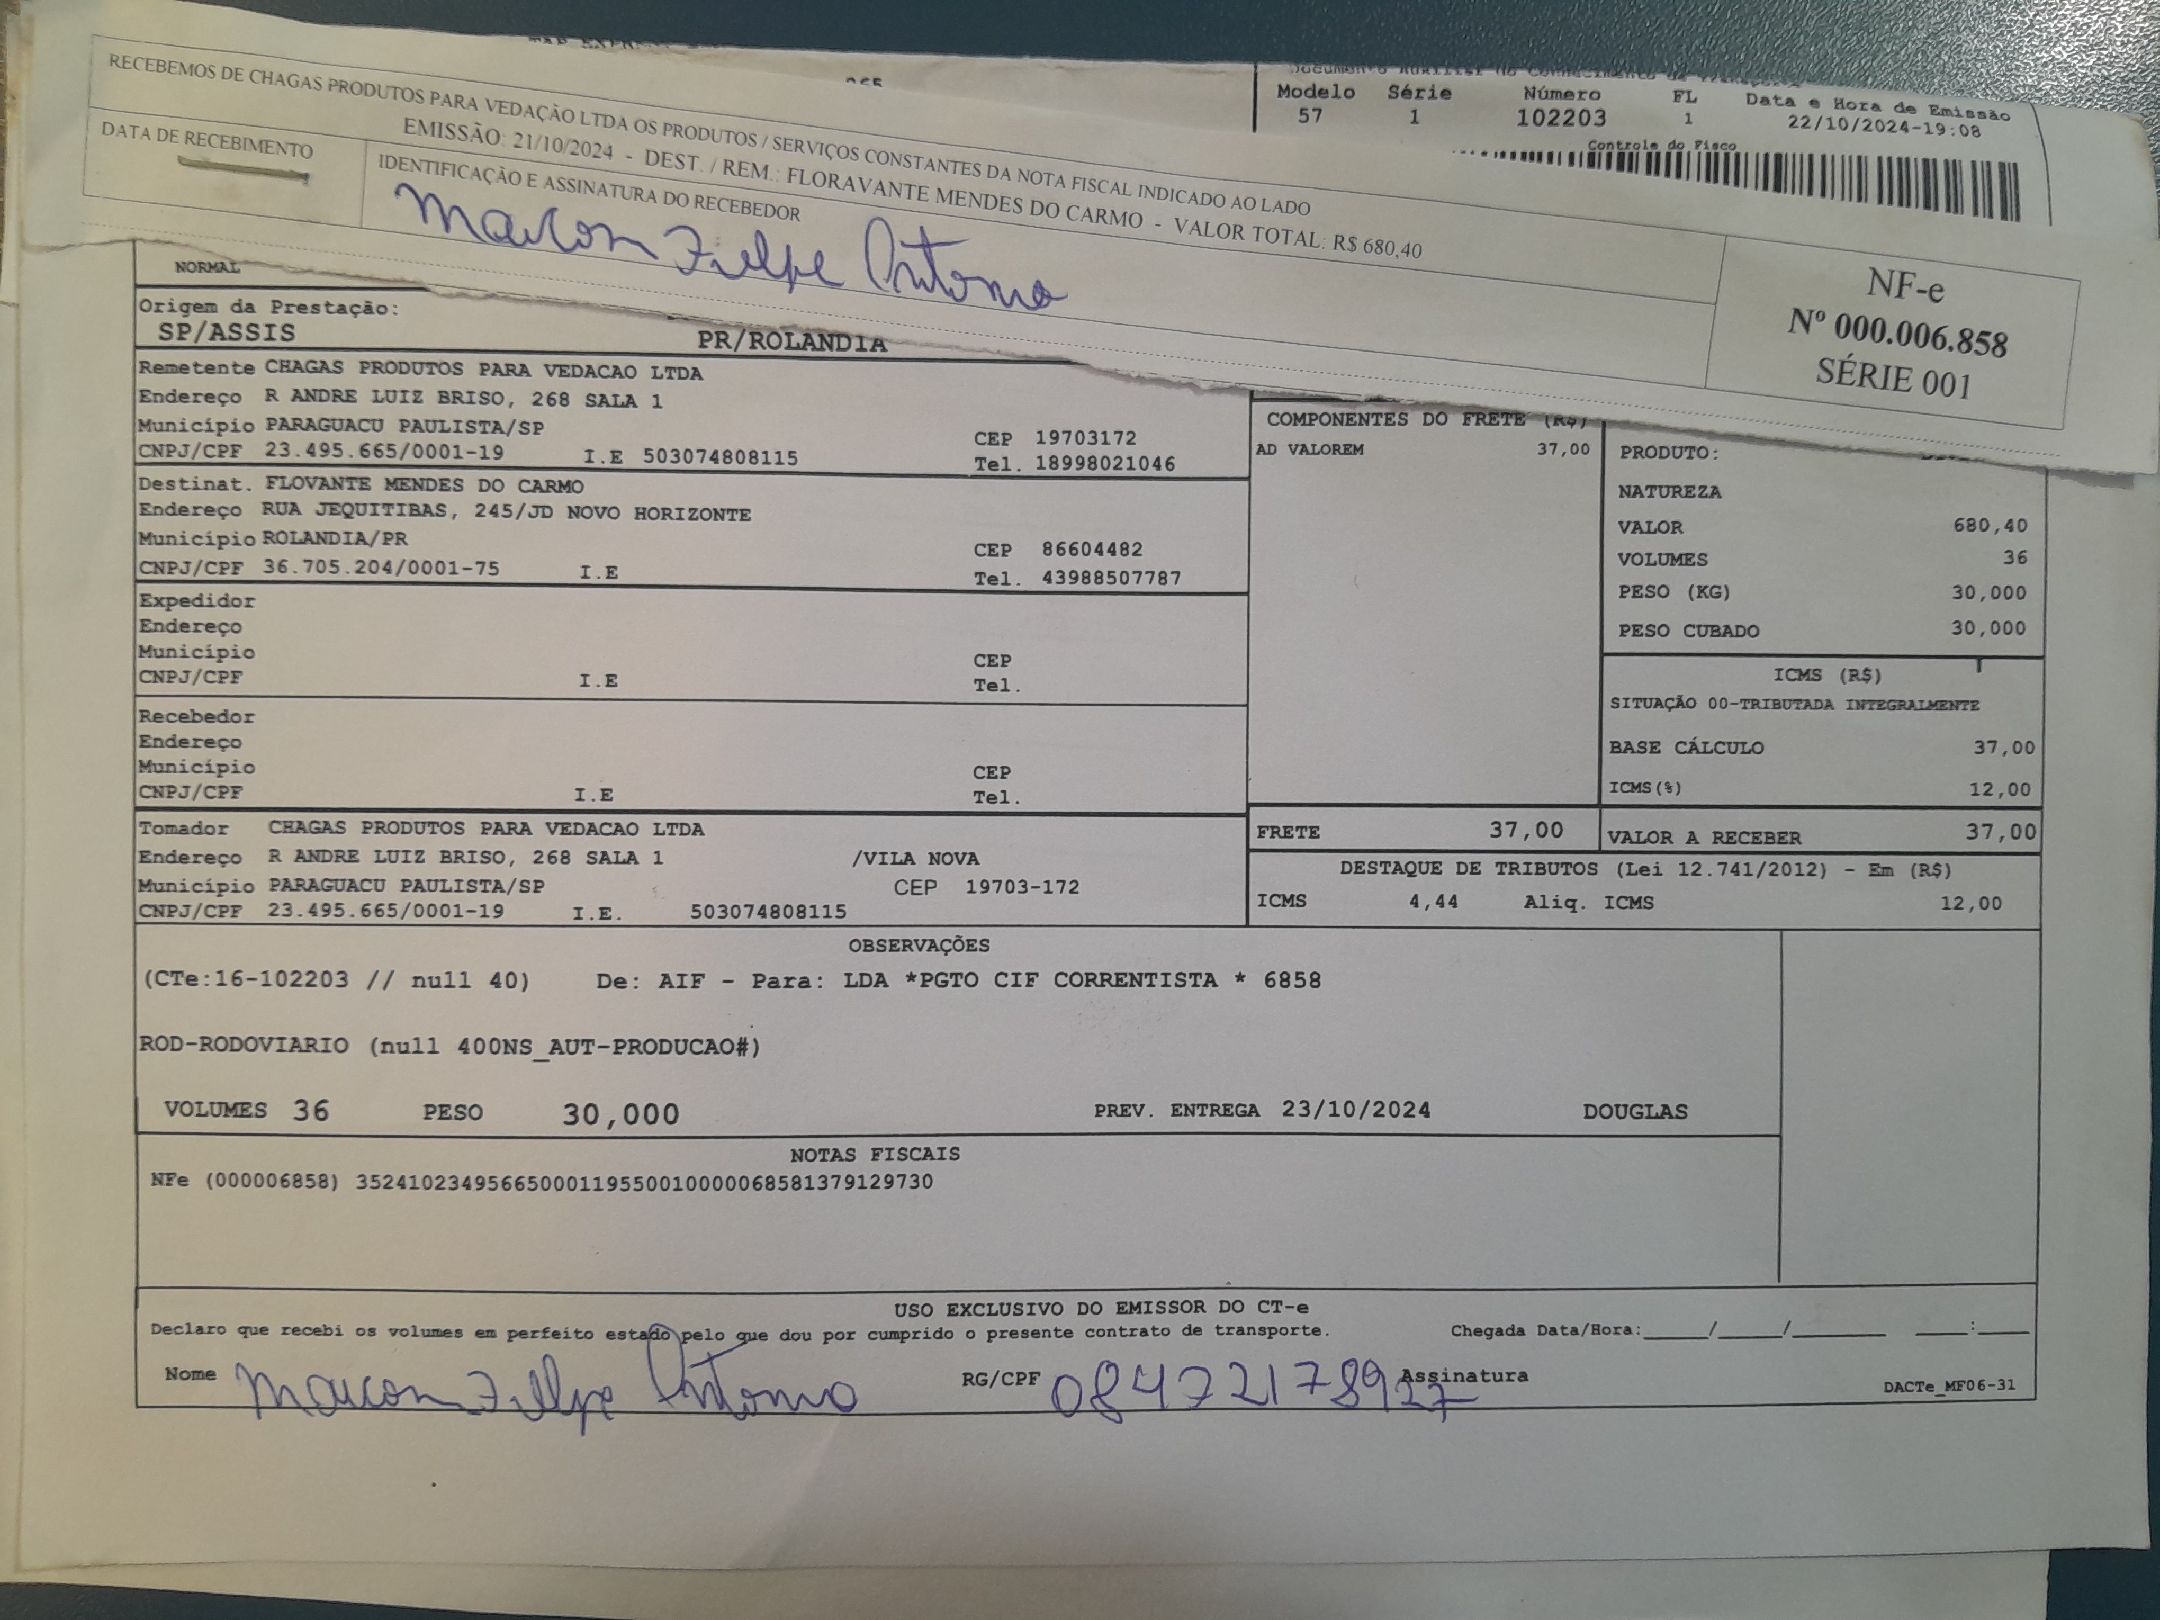 RECEBEMOS DE CHAGAS PRODUTOS PARA VEDAÇÃO LTDA OS PRODUTOS / SERVIÇOS CONSTANTES DA NOTA FISCAL INDICADO AO LADO
EMISSÃO: 21/10/2024 - DEST. / REM.: FLORAVANTE MENDES DO CARMO - VALOR TOTAL: R$ 680,40
DATA DE RECEBIMENTO
IDENTIFICAÇÃO E ASSINATURA DO RECEBEDOR
Maicon Felipe Antonio
NF-e
Nº 000.006.858
SÉRIE 001
Modelo Série Número FL Data e Hora de Emissão
57 1 102203 1 22/10/2024-19:08
Controle do Fisco
NORMAL
Origem da Prestação:
SP/ASSIS PR/ROLANDIA
Remetente CHAGAS PRODUTOS PARA VEDACAO LTDA
Endereço R ANDRE LUIZ BRISO, 268 SALA 1
Município PARAGUACU PAULISTA/SP CEP 19703172
CNPJ/CPF 23.495.665/0001-19 I.E 503074808115 Tel. 18998021046
Destinat. FLOVANTE MENDES DO CARMO
Endereço RUA JEQUITIBAS, 245/JD NOVO HORIZONTE
Município ROLANDIA/PR CEP 86604482
CNPJ/CPF 36.705.204/0001-75 I.E Tel. 43988507787
Expedidor
Endereço
Município CEP
CNPJ/CPF I.E Tel.
Recebedor
Endereço
Município CEP
CNPJ/CPF I.E Tel.
Tomador CHAGAS PRODUTOS PARA VEDACAO LTDA
Endereço R ANDRE LUIZ BRISO, 268 SALA 1 /VILA NOVA
Município PARAGUACU PAULISTA/SP CEP 19703-172
CNPJ/CPF 23.495.665/0001-19 I.E. 503074808115
COMPONENTES DO FRETE (R$)
AD VALOREM 37,00
PRODUTO:
NATUREZA
VALOR 680,40
VOLUMES 36
PESO (KG) 30,000
PESO CUBADO 30,000
ICMS (R$)
SITUAÇÃO 00-TRIBUTADA INTEGRALMENTE
BASE CÁLCULO 37,00
ICMS(%) 12,00
FRETE 37,00 VALOR A RECEBER 37,00
DESTAQUE DE TRIBUTOS (Lei 12.741/2012) - Em (R$)
ICMS 4,44 Aliq. ICMS 12,00
OBSERVAÇÕES
(CTe:16-102203 // null 40) De: AIF - Para: LDA *PGTO CIF CORRENTISTA * 6858
ROD-RODOVIARIO (null 400NS_AUT-PRODUCAO#)
VOLUMES 36 PESO 30,000 PREV. ENTREGA 23/10/2024 DOUGLAS
NOTAS FISCAIS
NFe (000006858) 35241023495665000119550010000068581379129730
USO EXCLUSIVO DO EMISSOR DO CT-e
Declaro que recebi os volumes em perfeito estado pelo que dou por cumprido o presente contrato de transporte. Chegada Data/Hora:_____/_____/_______ ____:____
Nome Maicon Felipe Antonio RG/CPF 08472178927 Assinatura
DACTe_MF06-31